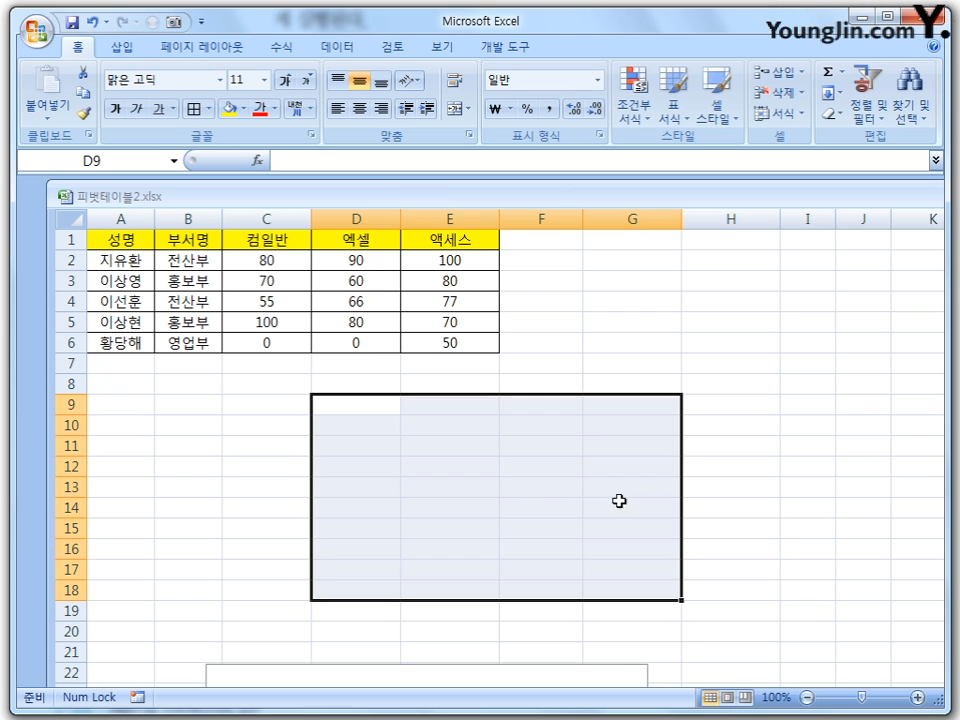 Microsoft Excel
YoungJin.com Y.
홈 삽입 페이지 레이아웃 수식 데이터 검토 보기 개발 도구
붙여넣기
클립보드
맑은 고딕 11
가 가 가 가 내천
글꼴
맞춤
일반
₩ % ,
표시 형식
조건부 서식
표 서식
셀 스타일
스타일
삽입
삭제
서식
셀
Σ
정렬 및 필터
찾기 및 선택
편집
D9 fx
피벗테이블2.xlsx
A B C D E F G H I J K
1 성명 부서명 컴일반 엑셀 액세스
2 지유환 전산부 80 90 100
3 이상영 홍보부 70 60 80
4 이선훈 전산부 55 66 77
5 이상현 홍보부 100 80 70
6 황당해 영업부 0 0 50
7
8
9
10
11
12
13
14
15
16
17
18
19
20
21
22
준비 Num Lock 100%